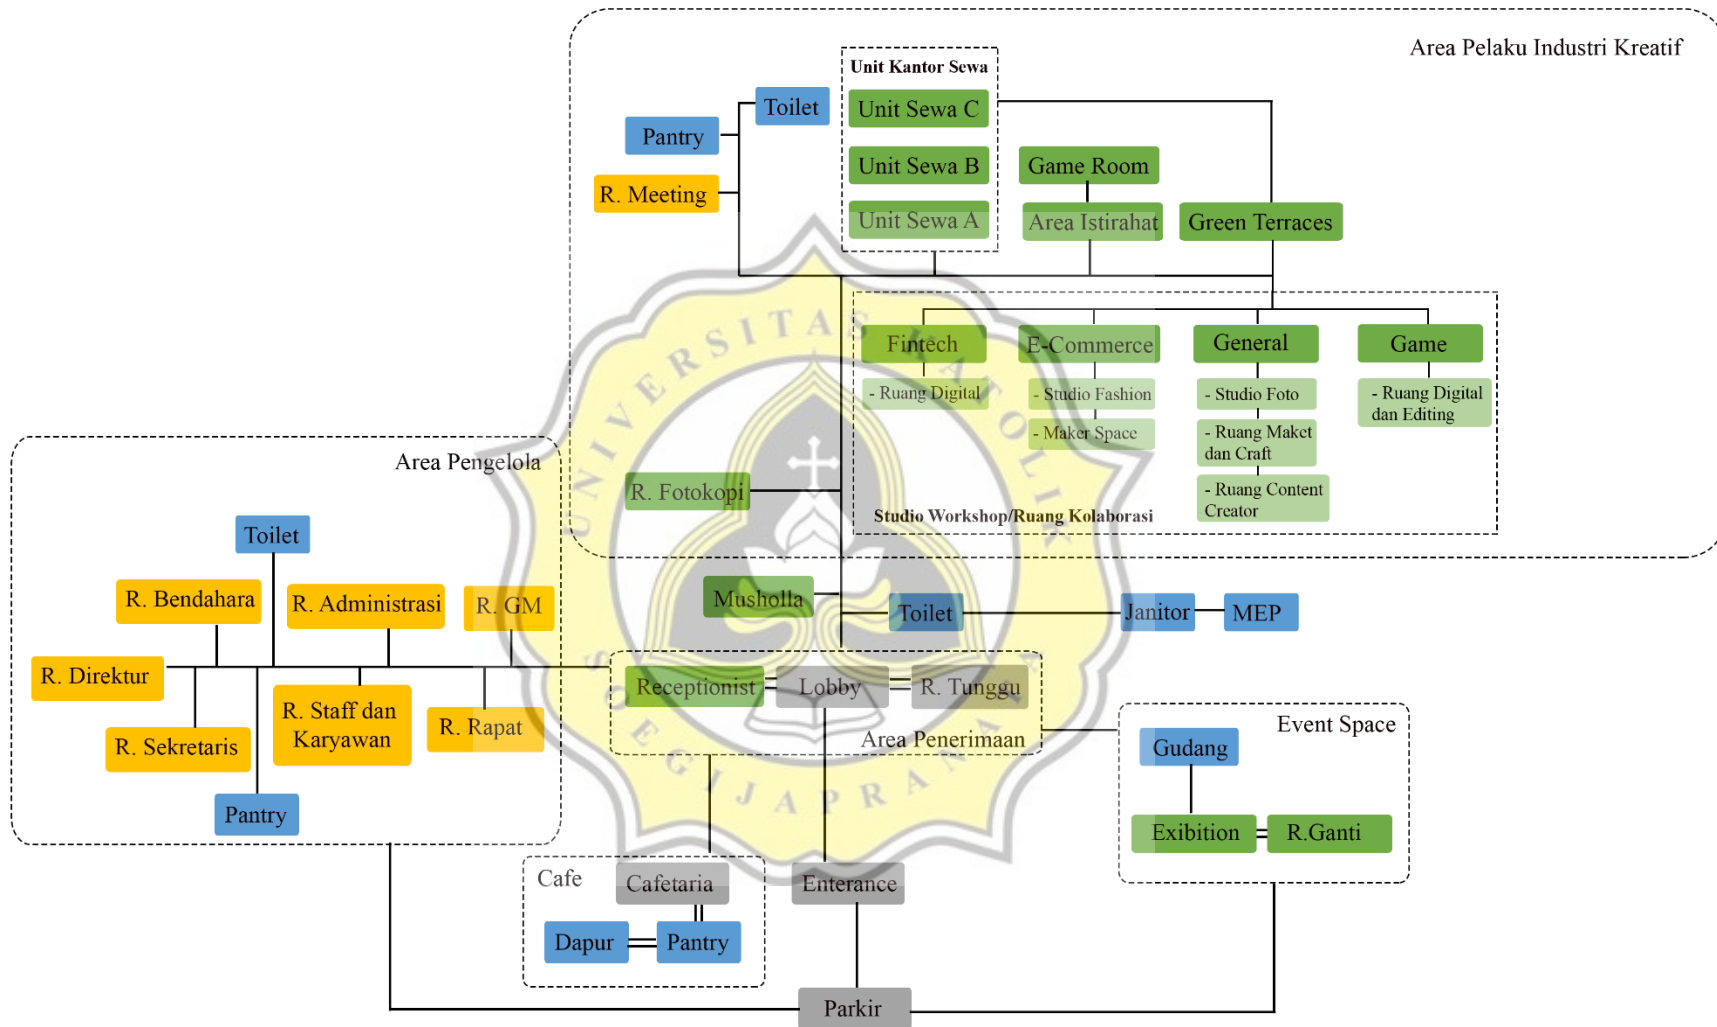 Area Pelaku Industri Kreatif
Unit Kantor Sewa
Toilet
Unit Sewa C
Pantry
Unit Sewa B
Game Room
R. Meeting
Unit Sewa A
Area Istirahat
Green Terraces
Fintech
E-Commerce
General
Game
- Ruang Digital
- Studio Fashion
- Studio Foto
- Ruang Digital
dan Editing
- Maker Space
- Ruang Maket
dan Craft
- Ruang Content
Creator
R. Fotokopi
Studio Workshop/Ruang Kolaborasi
Area Pengelola
Toilet
R. Bendahara
R. Administrasi
R. GM
R. Direktur
R. Sekretaris
R. Staff dan
Karyawan
R. Rapat
Pantry
Musholla
Toilet
Janitor
MEP
Receptionist
Lobby
R. Tunggu
Area Penerimaan
Event Space
Gudang
Exibition
R.Ganti
Cafe
Cafetaria
Enterance
Dapur
Pantry
Parkir
UNIVERSITAS KATOLIK
SOEGIJAPRANATA